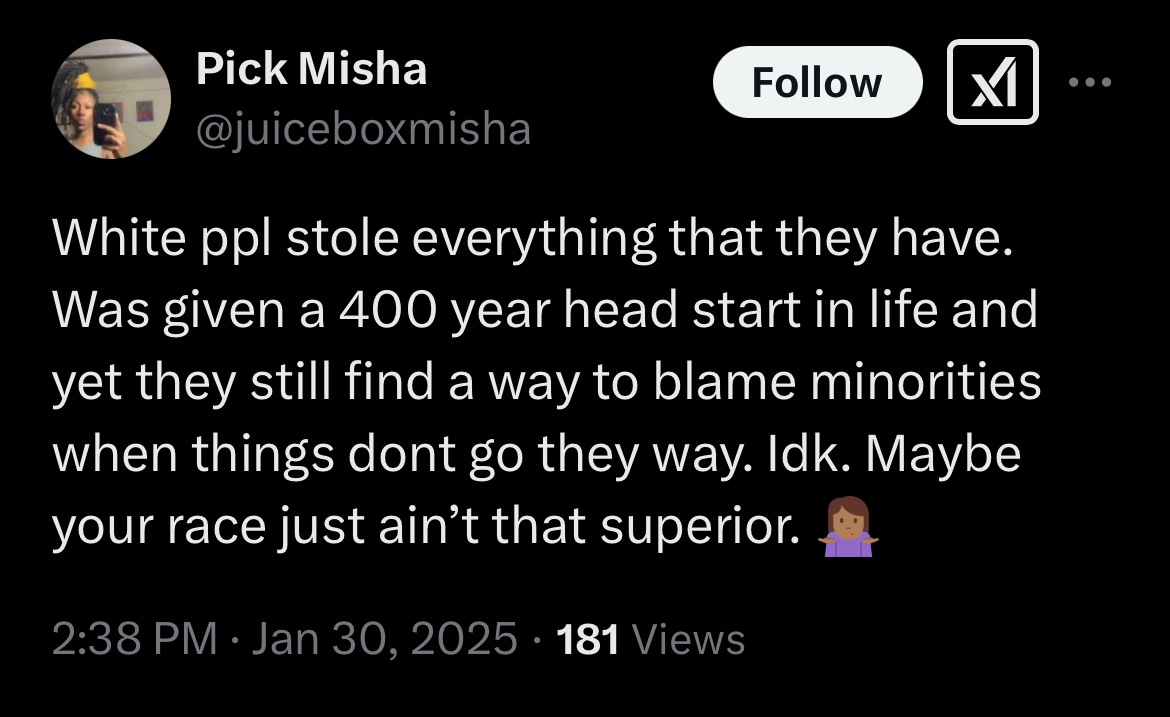 Pick Misha
@juiceboxmisha
Follow
White ppl stole everything that they have.
Was given a 400 year head start in life and
yet they still find a way to blame minorities
when things dont go they way. Idk. Maybe
your race just ain’t that superior. 🤷🏽‍♀️
2:38 PM · Jan 30, 2025 · 181 Views